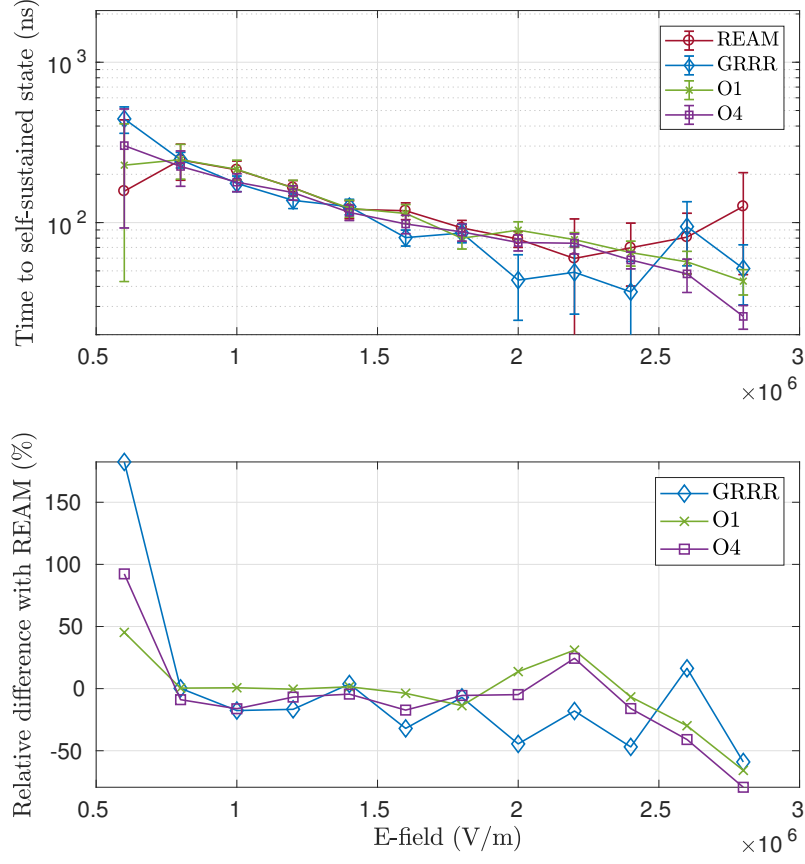 Time to self-sustained state (ns)
10^3
10^2
REAM
GRRR
O1
O4
0.5 1 1.5 2 2.5 3
×10^6
Relative difference with REAM (%)
150
100
50
0
-50
GRRR
O1
O4
0.5 1 1.5 2 2.5 3
E-field (V/m)
×10^6